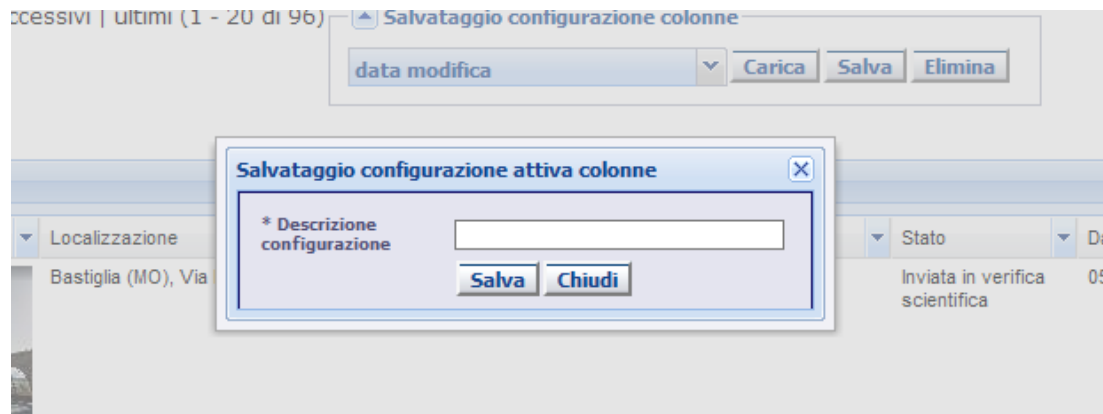 ccessivi | ultimi (1 - 20 di 96)
Salvataggio configurazione colonne
data modifica Carica Salva Elimina
Salvataggio configurazione attiva colonne
* Descrizione
configurazione
Salva Chiudi
Localizzazione Stato
Bastiglia (MO), Via Inviata in verifica
scientifica